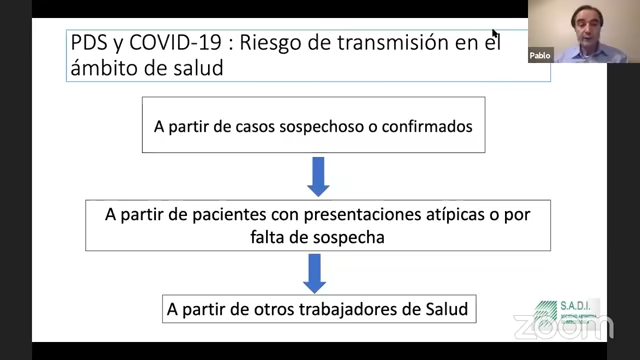 PDS y COVID-19 : Riesgo de transmisión en el
ámbito de salud
Pablo
A partir de casos sospechoso o confirmados
A partir de pacientes con presentaciones atípicas o por
falta de sospecha
A partir de otros trabajadores de Salud
S.A.D.I.
zoom